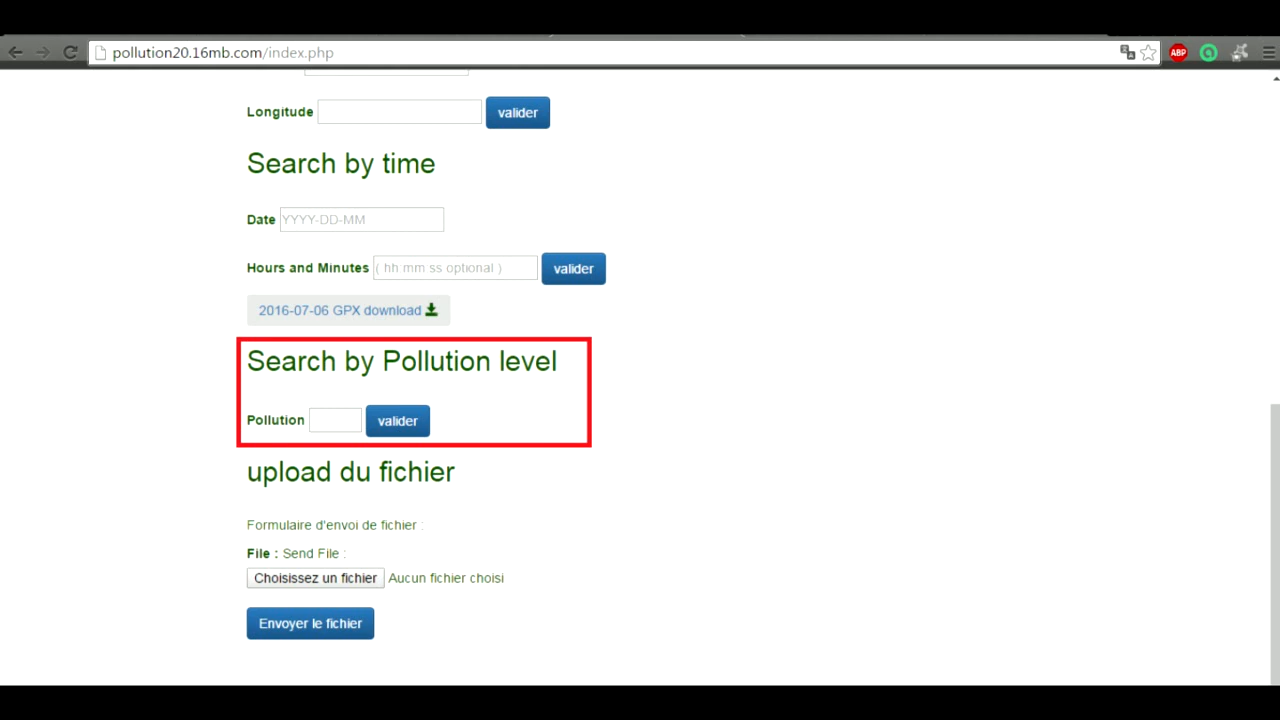 pollution20.16mb.com/index.php
ABP
Longitude valider
Search by time
Date YYYY-DD-MM
Hours and Minutes ( hh mm ss optional ) valider
2016-07-06 GPX download
Search by Pollution level
Pollution valider
upload du fichier
Formulaire d'envoi de fichier :
File : Send File :
Choisissez un fichier Aucun fichier choisi
Envoyer le fichier